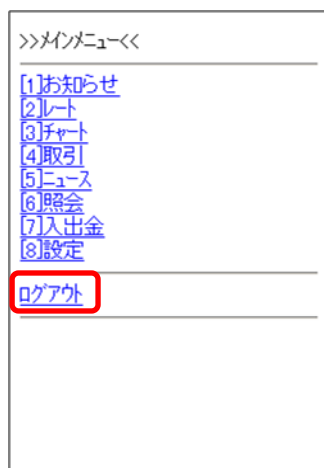 >>メインメニュー<<
[1]お知らせ
[2]レート
[3]チャート
[4]取引
[5]ニュース
[6]照会
[7]入出金
[8]設定
ログアウト